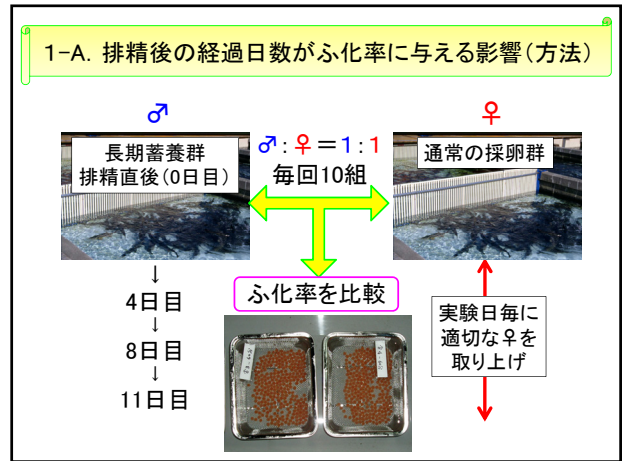 1-A. 排精後の経過日数がふ化率に与える影響(方法)
♂
♀
長期蓄養群
排精直後(0日目)
♂:♀=1:1
毎回10組
通常の採卵群
↓
4日目
↓
8日目
↓
11日目
ふ化率を比較
実験日毎に
適切な♀を
取り上げ